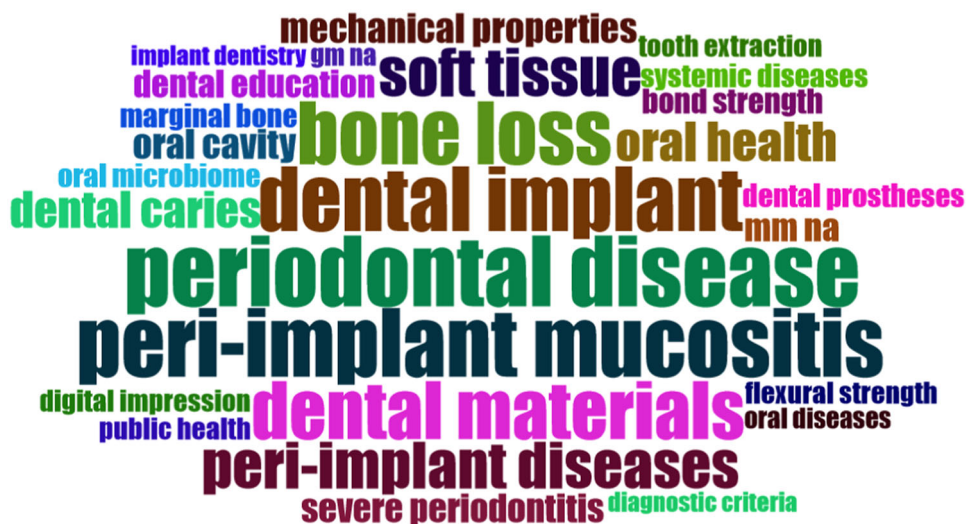 mechanical properties
tooth extraction
implant dentistry
gm na
soft tissue
systemic diseases
dental education
bond strength
marginal bone
bone loss
oral health
oral cavity
oral microbiome
dental implant
dental prostheses
dental caries
mm na
periodontal disease
peri-implant mucositis
digital impression
dental materials
flexural strength
public health
oral diseases
peri-implant diseases
severe periodontitis
diagnostic criteria